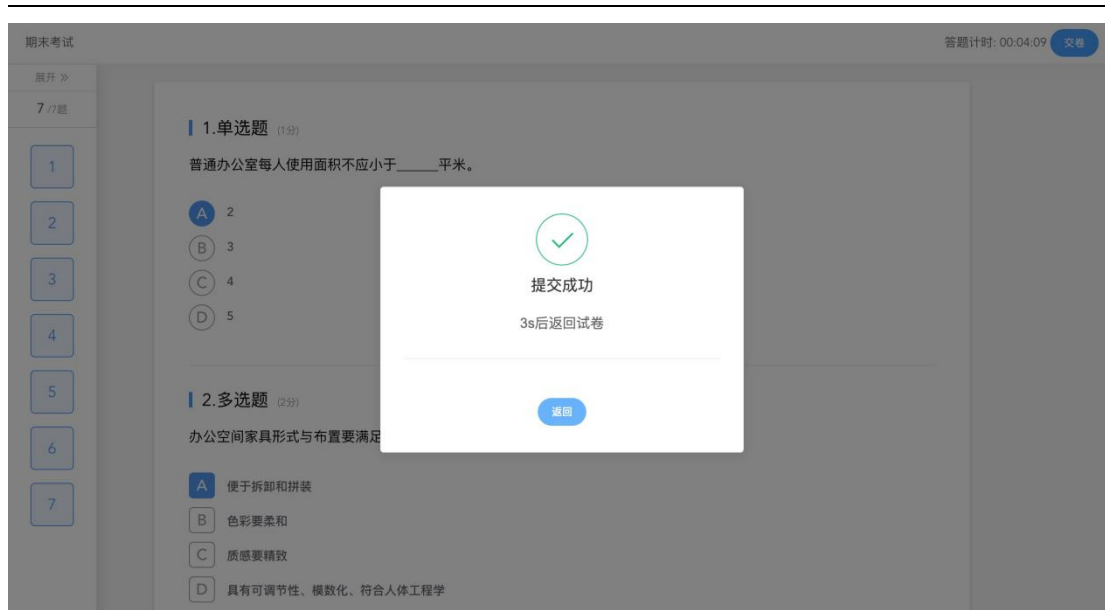 期末考试
答题计时: 00:04:09 交卷
展开 》
7 /7题
1
2
3
4
5
6
7
1.单选题 (1分)
普通办公室每人使用面积不应小于_____平米。
A 2
B 3
C 4
D 5
2.多选题 (2分)
办公空间家具形式与布置要满足
A 便于拆卸和拼装
B 色彩要柔和
C 质感要精致
D 具有可调节性、模数化、符合人体工程学
提交成功
3s后返回试卷
返回